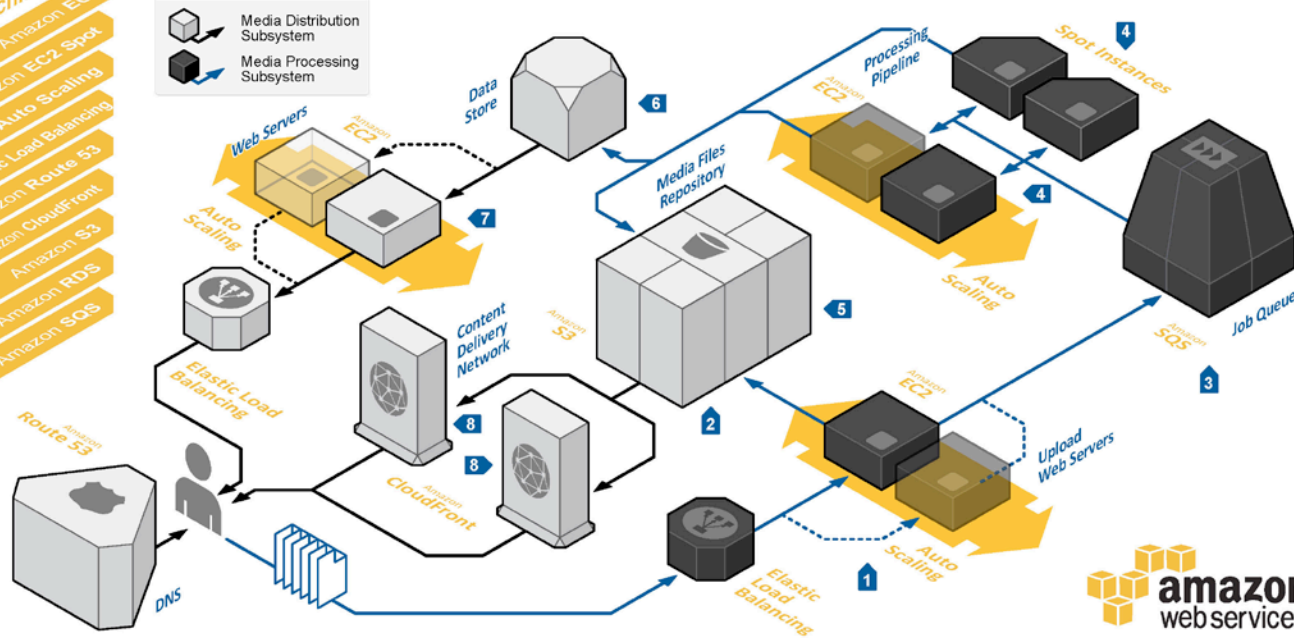 Amazon EC2
EC2 Spot
Auto Scaling
Load Balancing
Route 53
CloudFront
Amazon S3
Amazon RDS
Amazon SQS
Media Distribution
Subsystem
Media Processing
Subsystem
Data
Store
6
Web Servers
Amazon
EC2
7
Auto
Scaling
Processing
Pipeline
Amazon
EC2
4
Spot Instances
4
Auto
Scaling
Media Files
Repository
Amazon
S3
5
2
Amazon
SQS
Job Queue
3
Content
Delivery
Network
8
8
Amazon
CloudFront
Elastic Load
Balancing
Amazon
Route 53
DNS
Amazon
EC2
Upload
Web Servers
Auto
Scaling
1
Elastic
Load
Balancing
amazon
web service